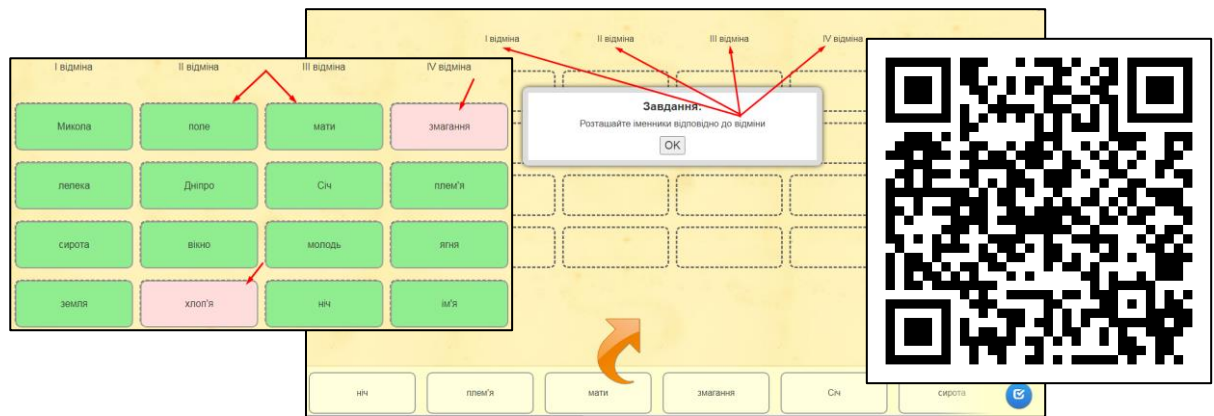 I відміна II відміна III відміна IV відміна
Микола поле мати змагання
лелека Дніпро Січ плем'я
сирота вікно молодь ягня
земля хлоп'я ніч ім'я
I відміна II відміна III відміна IV відміна
Завдання:
Розташайте іменники відповідно до відміни
OK
ніч плем'я мати змагання Січ сирота